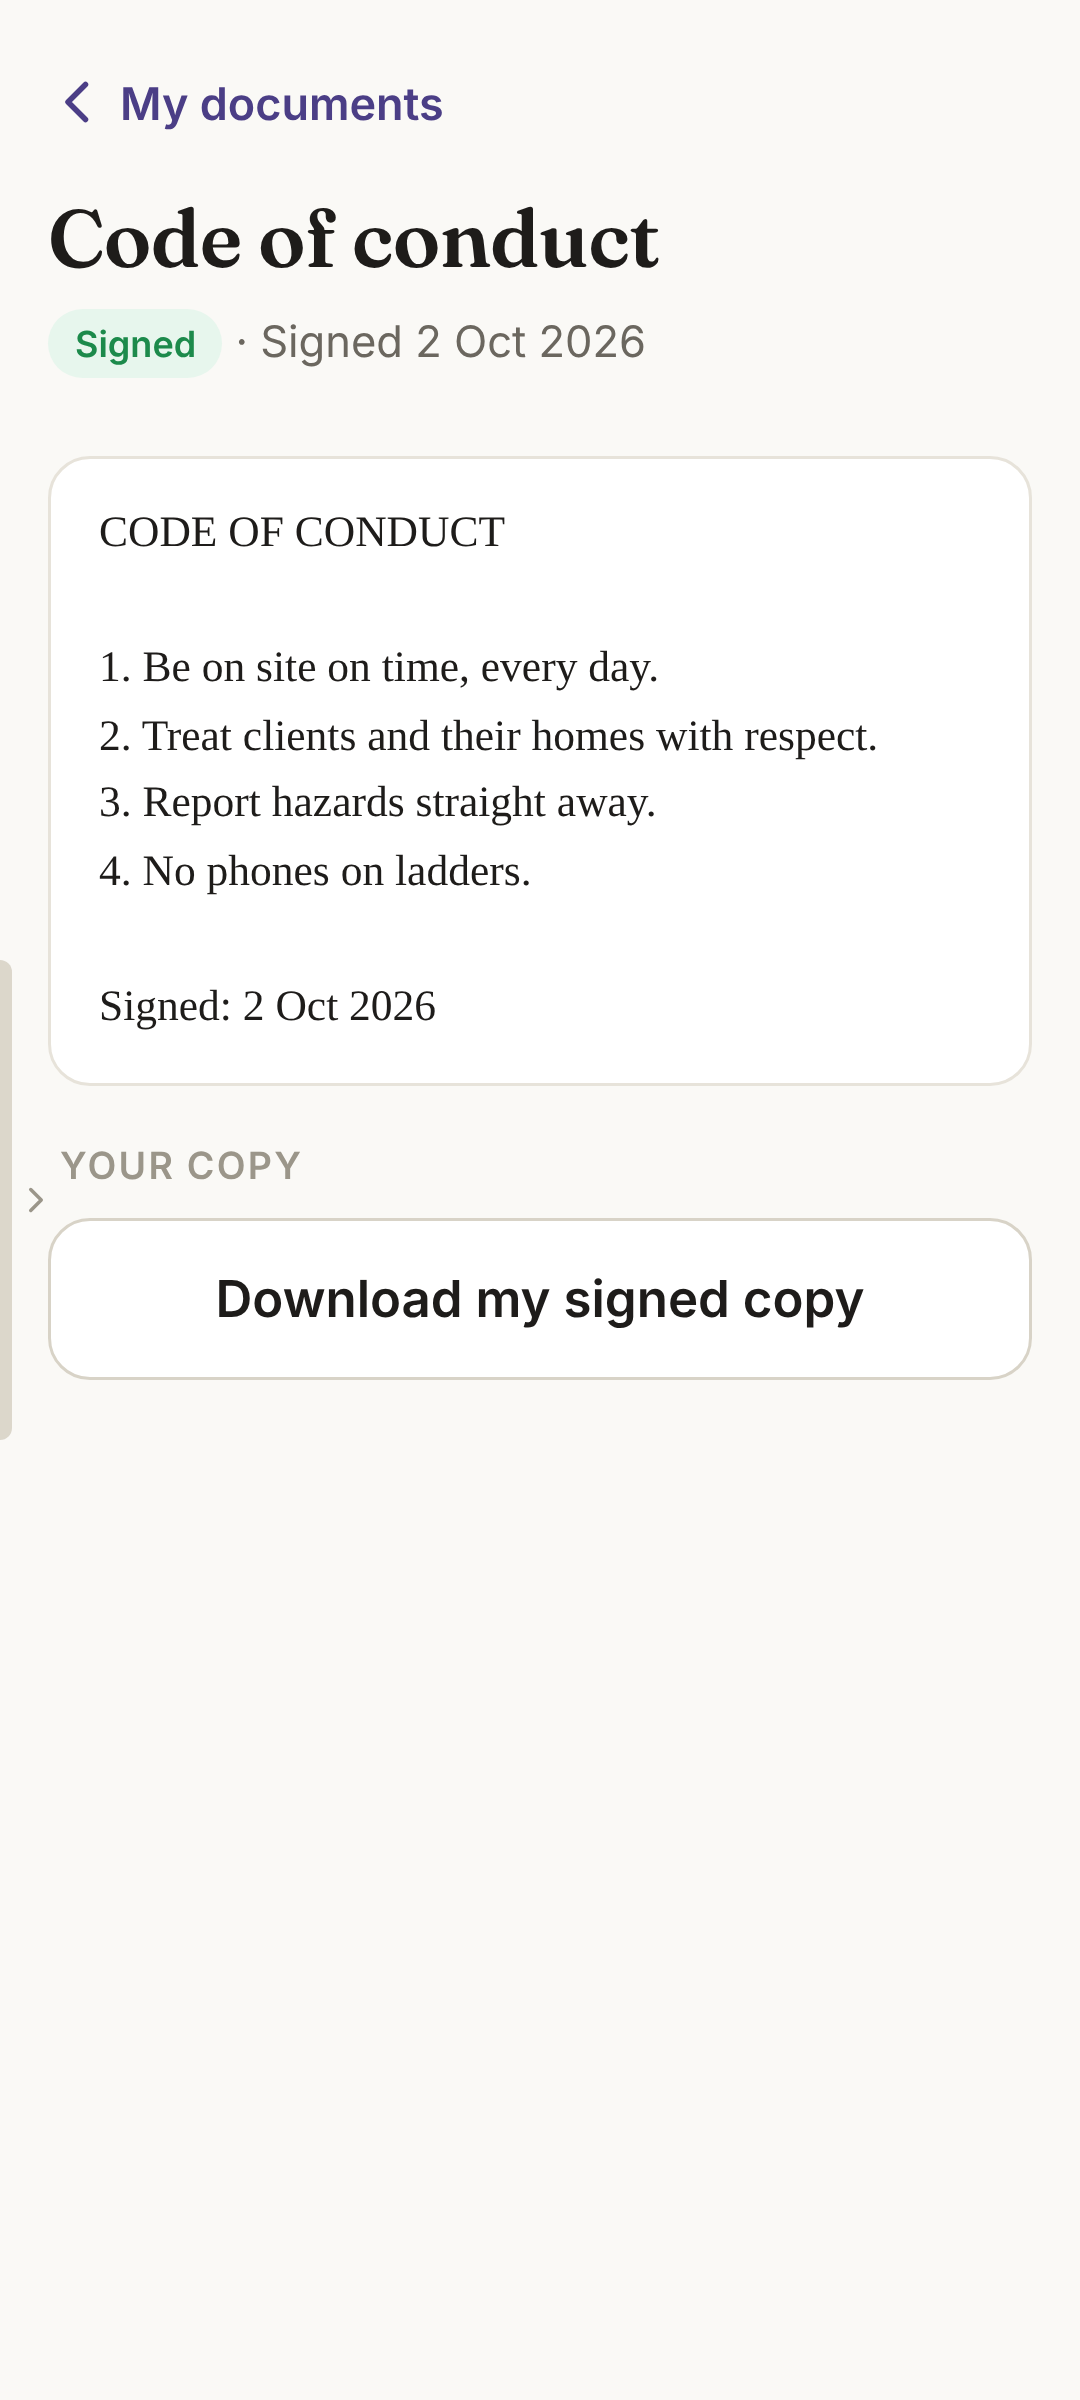 My documents
Code of conduct
Signed · Signed 2 Oct 2026
CODE OF CONDUCT
1. Be on site on time, every day.
2. Treat clients and their homes with respect.
3. Report hazards straight away.
4. No phones on ladders.
Signed: 2 Oct 2026
YOUR COPY
Download my signed copy